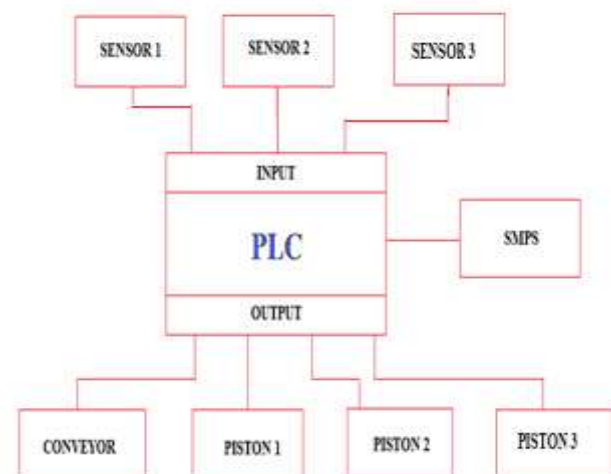 SENSOR 1
SENSOR 2
SENSOR 3
INPUT
PLC
SMPS
OUTPUT
CONVEYOR
PISTON 1
PISTON 2
PISTON 3